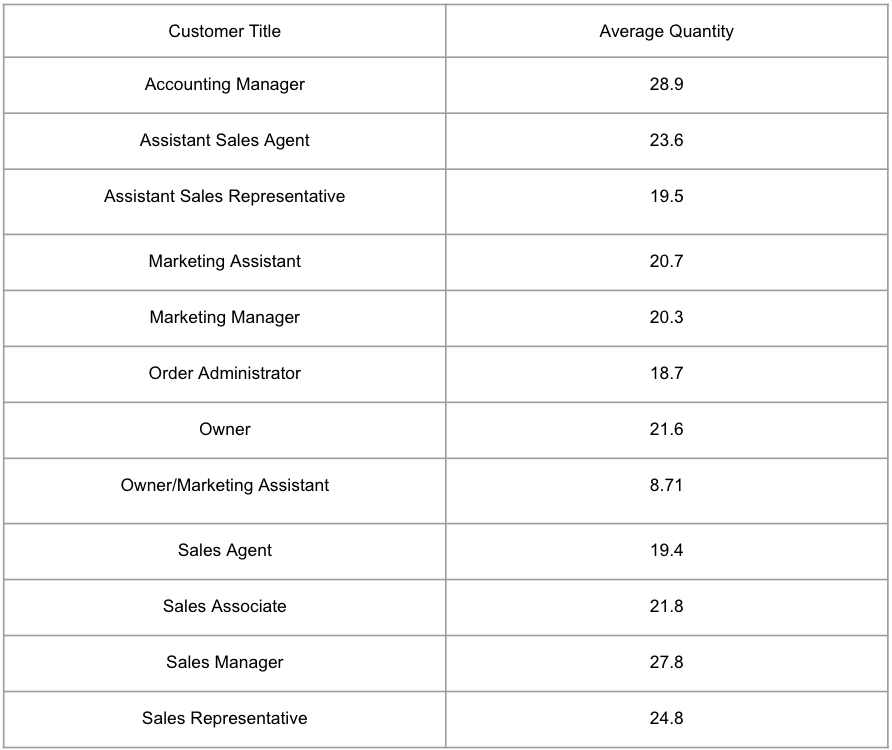 Customer Title Average Quantity
Accounting Manager 28.9
Assistant Sales Agent 23.6
Assistant Sales Representative 19.5
Marketing Assistant 20.7
Marketing Manager 20.3
Order Administrator 18.7
Owner 21.6
Owner/Marketing Assistant 8.71
Sales Agent 19.4
Sales Associate 21.8
Sales Manager 27.8
Sales Representative 24.8